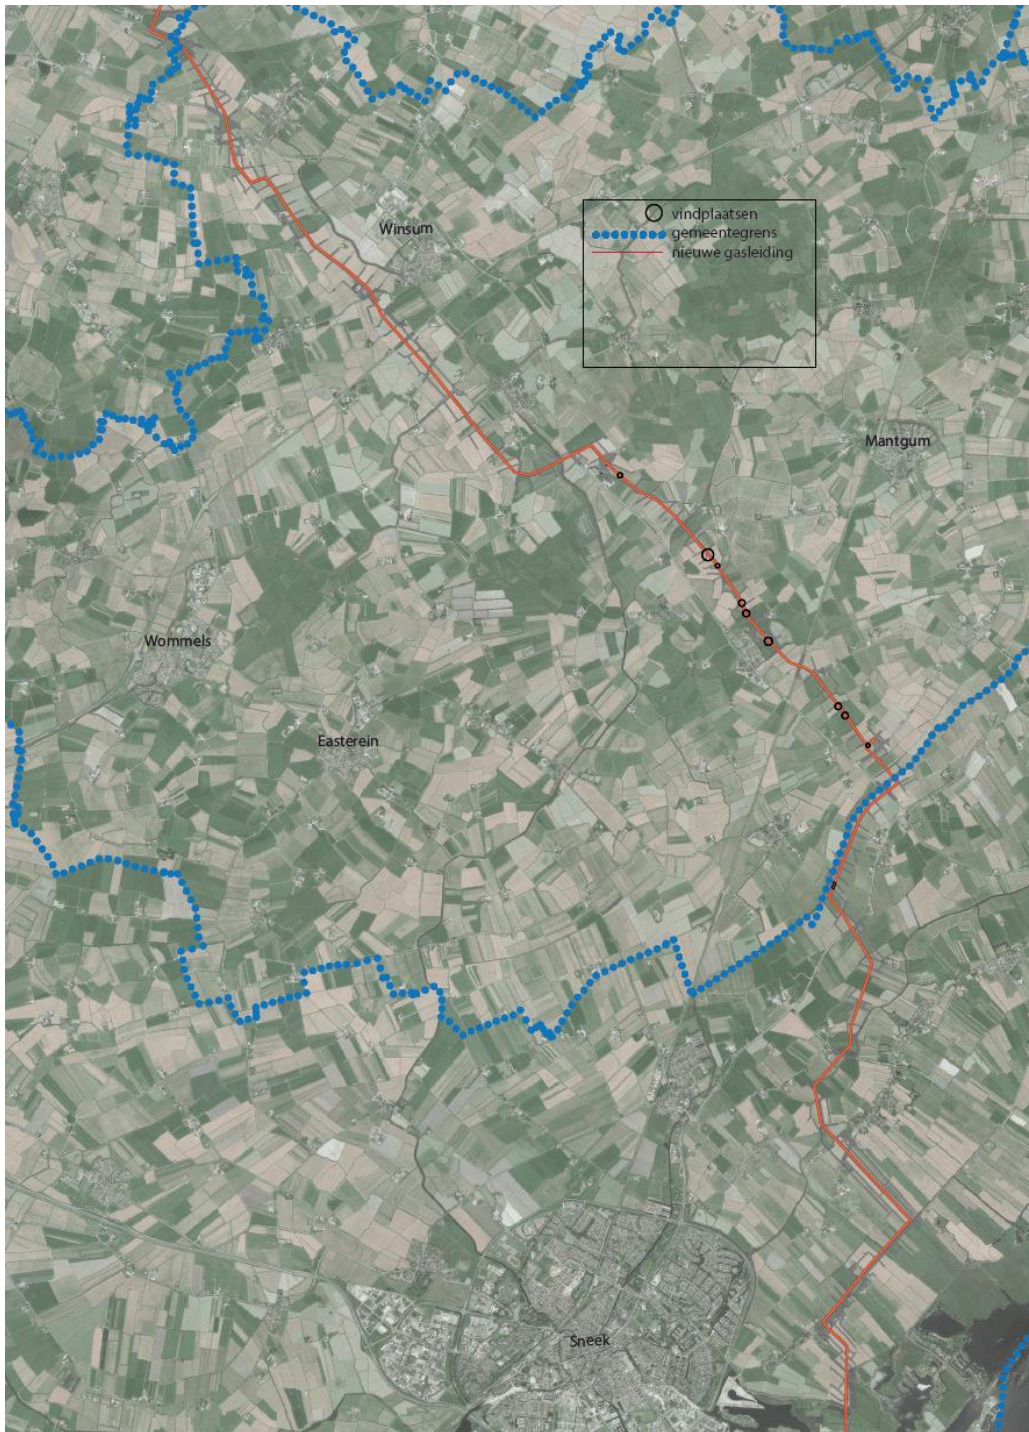 vindplaatsen
gemeentegrens
nieuwe gasleiding
Winsum
Mantgum
Wommels
Easterein
Sneek